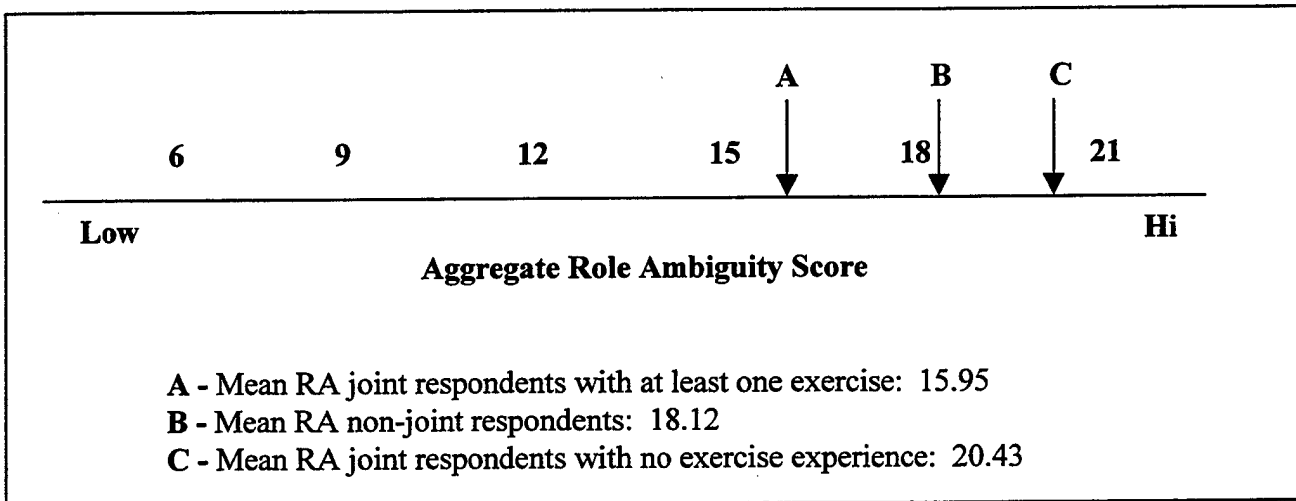 A B C
6 9 12 15 18 21
Low Hi
Aggregate Role Ambiguity Score
A - Mean RA joint respondents with at least one exercise: 15.95
B - Mean RA non-joint respondents: 18.12
C - Mean RA joint respondents with no exercise experience: 20.43